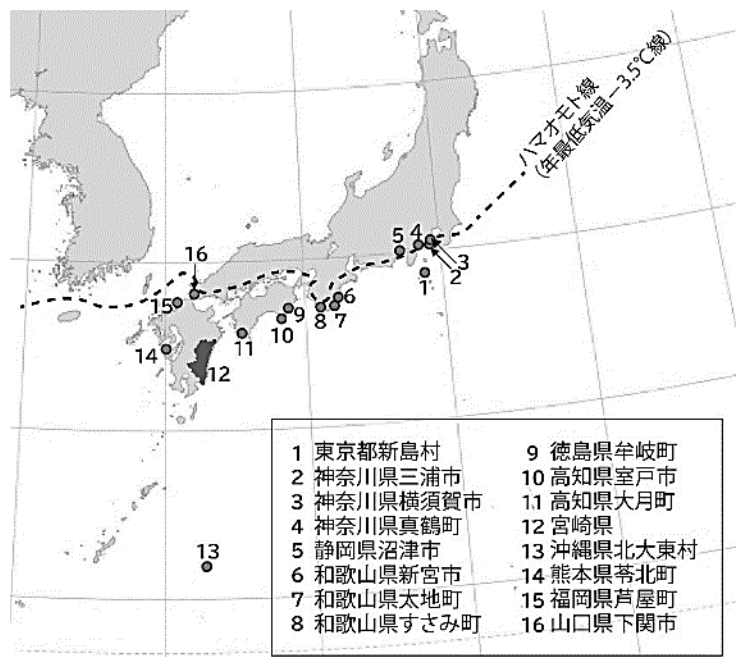 ハマオモト線
(年最低気温－3.5℃線)
16
5
4
3
2
1
15
6
9
8
7
10
11
14
12
13
1 東京都新島村
2 神奈川県三浦市
3 神奈川県横須賀市
4 神奈川県真鶴町
5 静岡県沼津市
6 和歌山県新宮市
7 和歌山県太地町
8 和歌山県すさみ町
9 徳島県牟岐町
10 高知県室戸市
11 高知県大月町
12 宮崎県
13 沖縄県北大東村
14 熊本県苓北町
15 福岡県芦屋町
16 山口県下関市